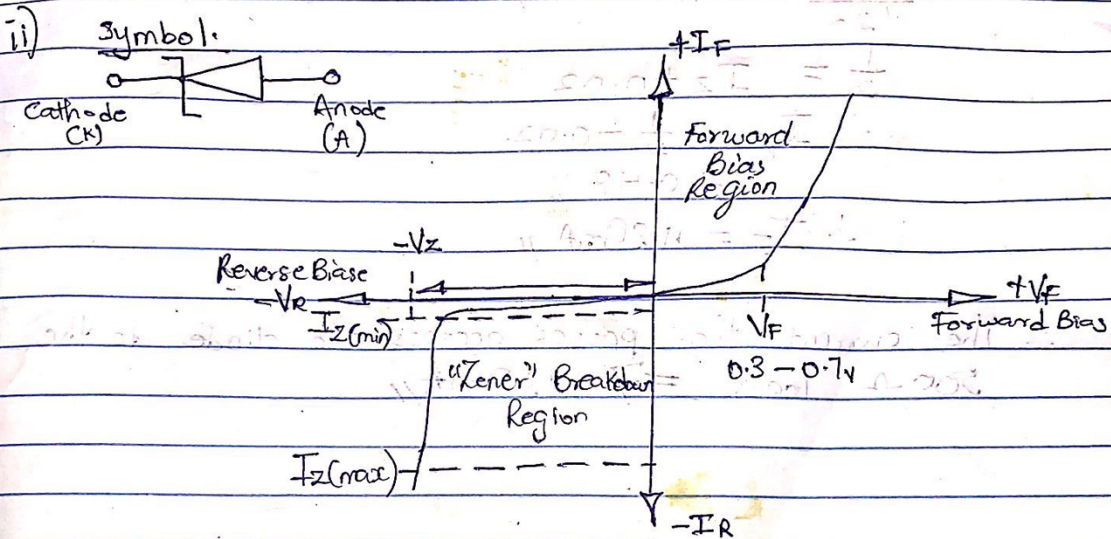 ii) Symbol.
Cathode
(K)
Anode
(A)
+IF
Forward
Bias
Region
-Vz
Reverse Biase
-VR
Iz(min)
+VF
Forward Bias
VF
0.3 - 0.7v
"Zener" Breakdown
Region
Iz(max)
-IR